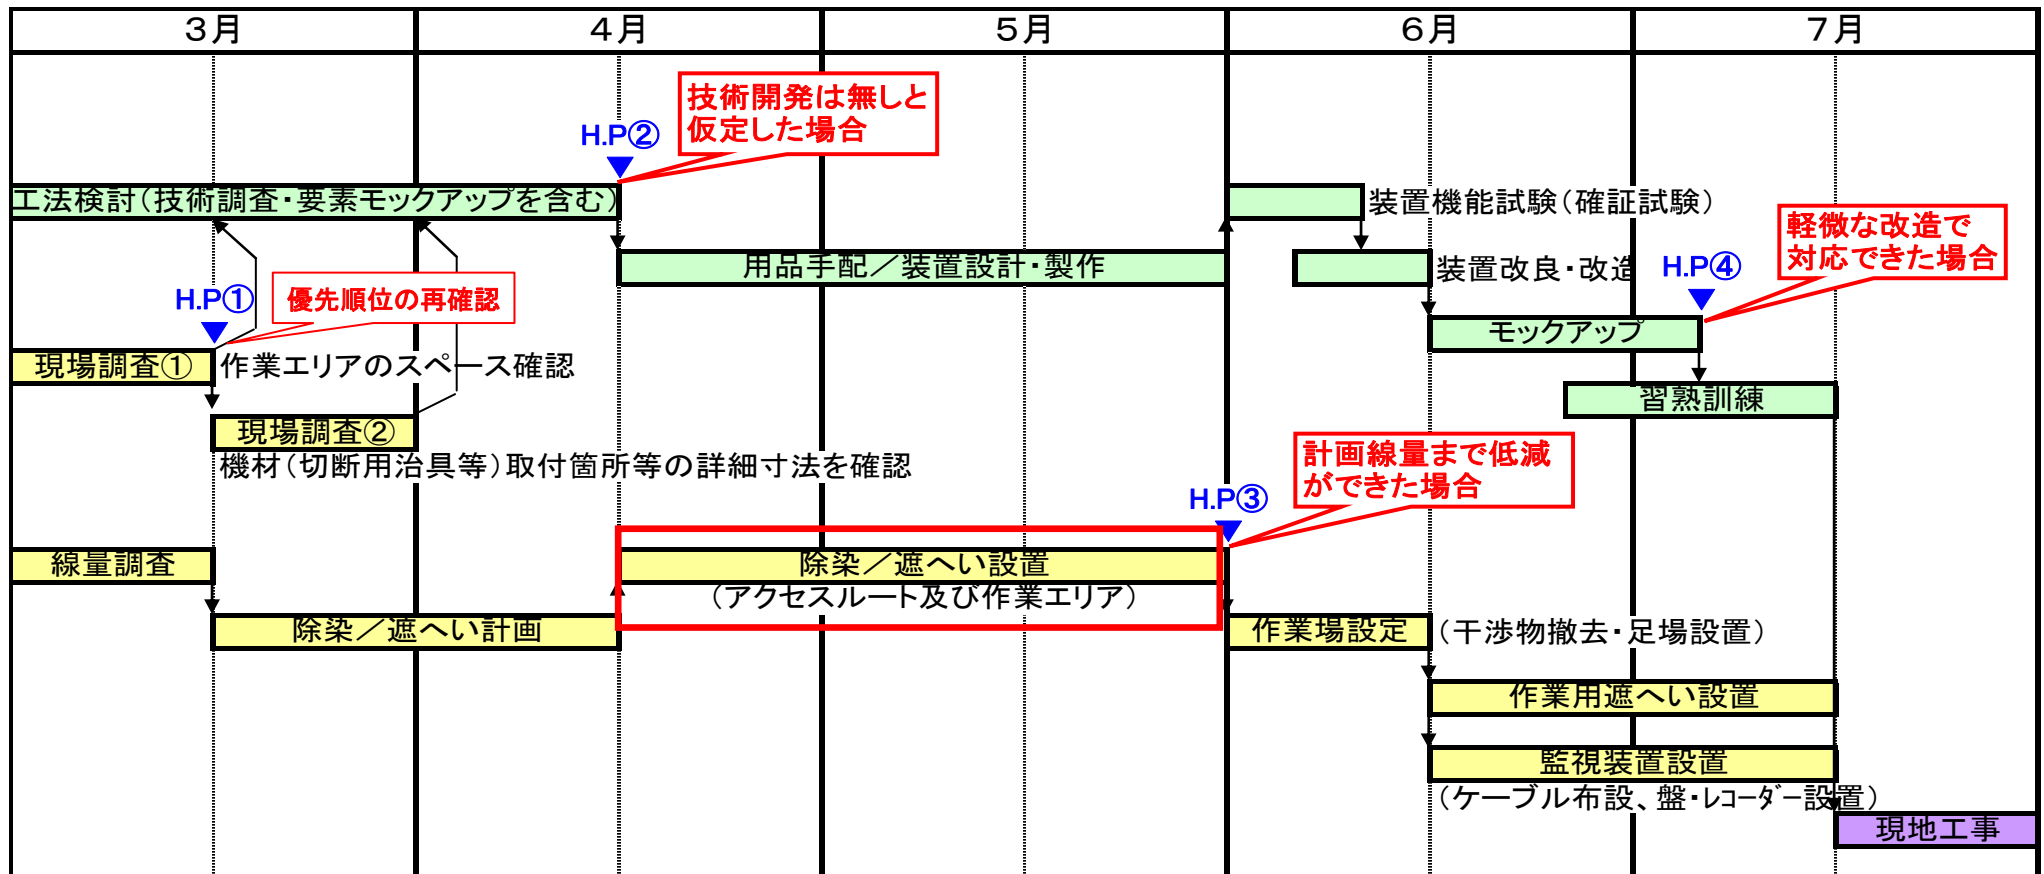 ３月
４月
５月
６月
７月
技術開発は無しと
仮定した場合
H.P②
工法検討（技術調査・要素モックアップを含む）
装置機能試験（確証試験）
軽微な改造で
対応できた場合
用品手配／装置設計・製作
装置改良・改造
H.P④
H.P①
優先順位の再確認
モックアップ
現場調査①
作業エリアのスペース確認
習熟訓練
現場調査②
機材（切断用治具等）取付箇所等の詳細寸法を確認
計画線量まで低減
ができた場合
H.P③
線量調査
除染／遮へい設置
（アクセスルート及び作業エリア）
除染／遮へい計画
作業場設定
（干渉物撤去・足場設置）
作業用遮へい設置
監視装置設置
（ケーブル布設、盤・ﾚｺｰﾀﾞｰ設置）
現地工事